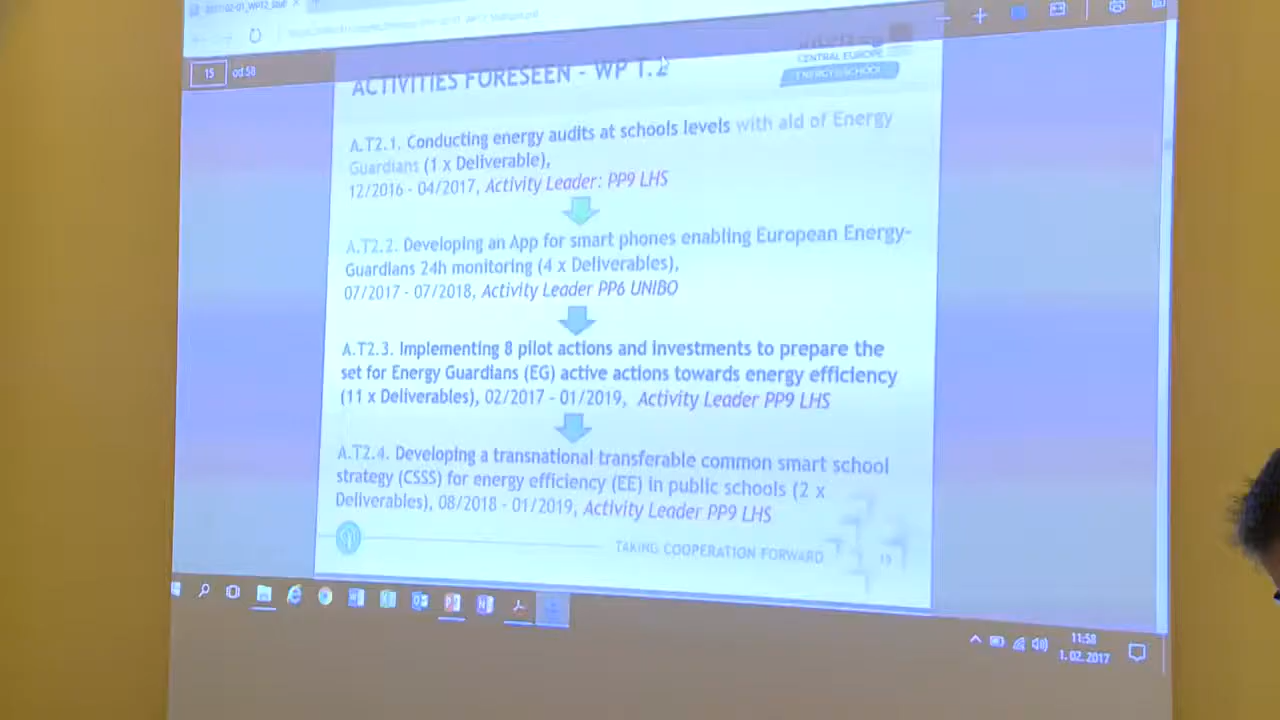 15 od 58
CENTRAL EUROPE
ENERGY@SCHOOL
ACTIVITIES FORESEEN - WP T.2
A.T2.1. Conducting energy audits at schools levels with aid of Energy
Guardians (1 x Deliverable),
12/2016 - 04/2017, Activity Leader: PP9 LHS
A.T2.2. Developing an App for smart phones enabling European Energy-
Guardians 24h monitoring (4 x Deliverables),
07/2017 - 07/2018, Activity Leader PP6 UNIBO
A.T2.3. Implementing 8 pilot actions and investments to prepare the
set for Energy Guardians (EG) active actions towards energy efficiency
(11 x Deliverables), 02/2017 - 01/2019, Activity Leader PP9 LHS
A.T2.4. Developing a transnational transferable common smart school
strategy (CSSS) for energy efficiency (EE) in public schools (2 x
Deliverables), 08/2018 - 01/2019, Activity Leader PP9 LHS
TAKING COOPERATION FORWARD
11:58
1. 02. 2017